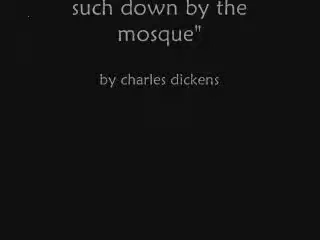 such down by the
mosque"
by charles dickens